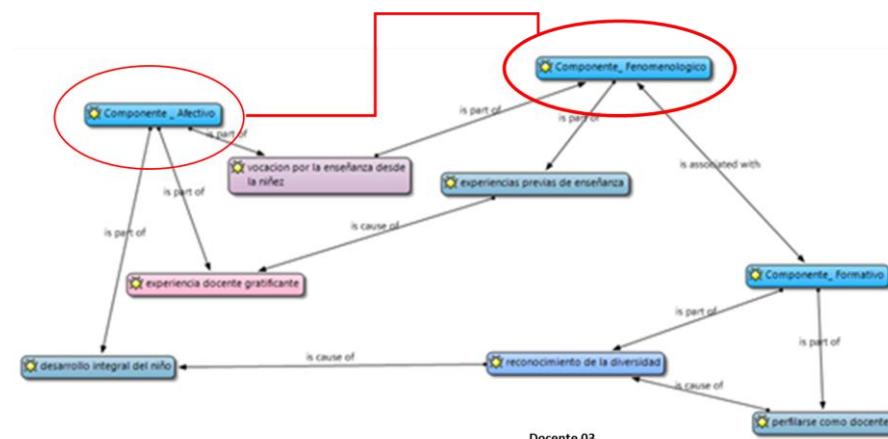 Componente_ Fenomenologico
is part of
is part of
Componente _ Afectivo
is part of
is associated with
vocacion por la enseñanza desde
la niñez
experiencias previas de enseñanza
is part of
is cause of
is part of
Componente_ Formativo
experiencia docente gratificante
is part of
is part of
is cause of
reconocimiento de la diversidad
desarrollo integral del niño
is cause of
perfilarse como docente
Docente 03